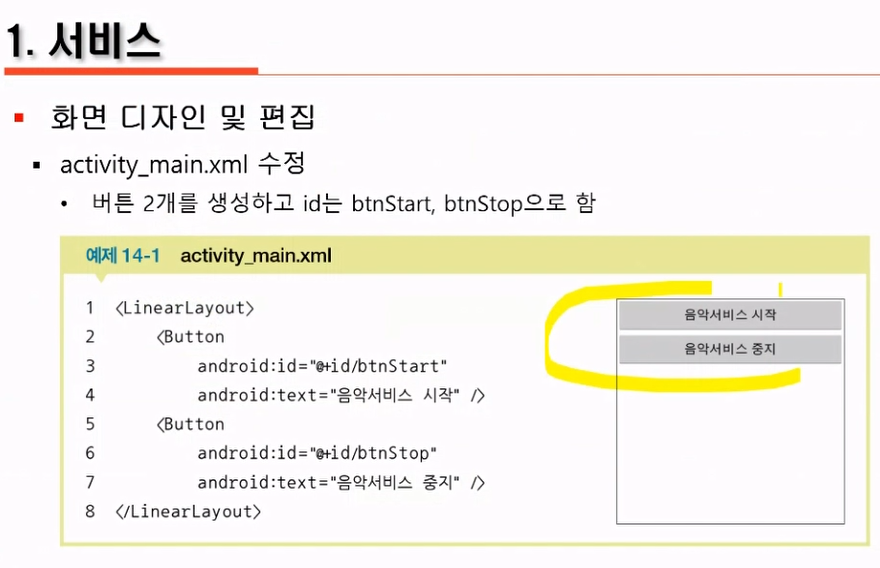 1. 서비스
화면 디자인 및 편집
activity_main.xml 수정
버튼 2개를 생성하고 id는 btnStart, btnStop으로 함
예제 14-1 activity_main.xml
1 <LinearLayout>
2 <Button
3 android:id="@+id/btnStart"
4 android:text="음악서비스 시작" />
5 <Button
6 android:id="@+id/btnStop"
7 android:text="음악서비스 중지" />
8 </LinearLayout>
음악서비스 시작
음악서비스 중지